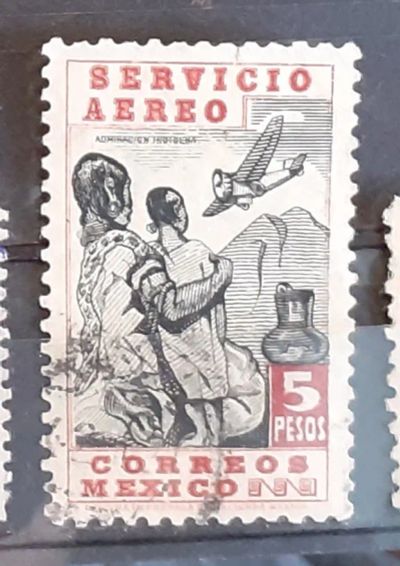 SERVICIO
AEREO
ADMIRACION INDIGENA
5
PESOS
CORREOS
MEXICO